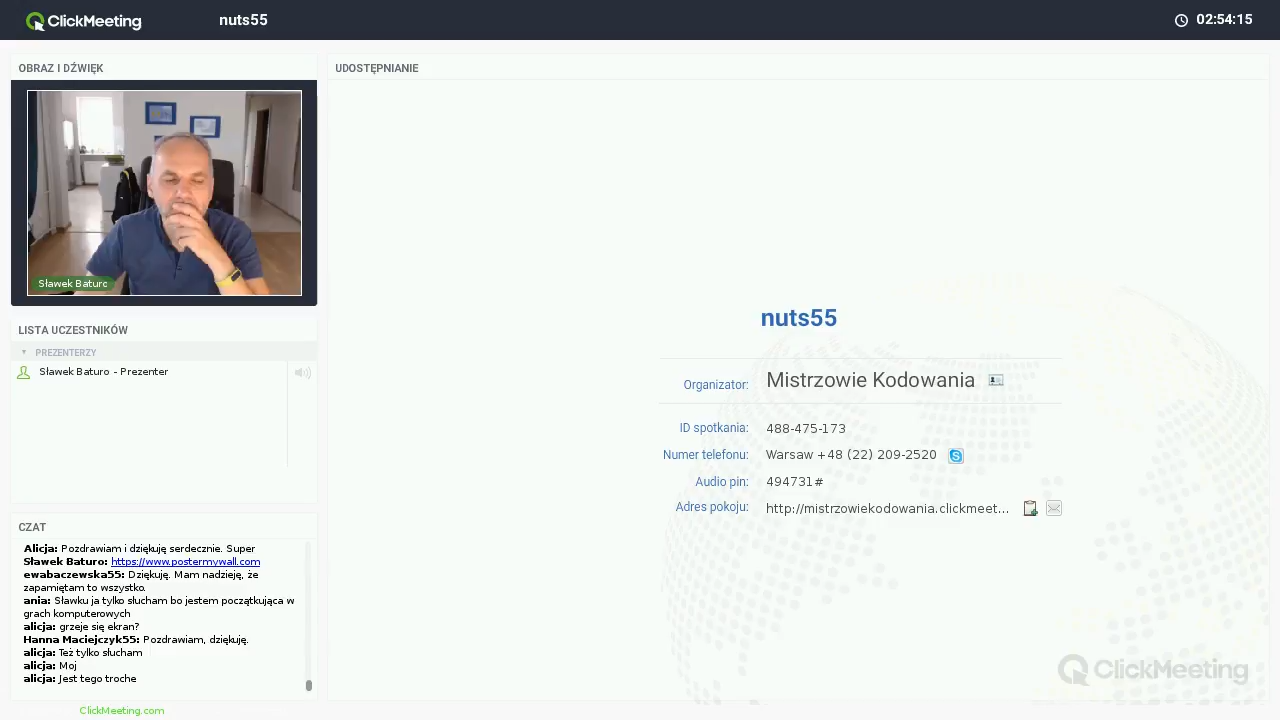 ClickMeeting
nuts55
02:54:15
OBRAZ I DŹWIĘK
Sławek Baturo
LISTA UCZESTNIKÓW
PREZENTERZY
Sławek Baturo - Prezenter
CZAT
Alicja: Pozdrawiam i dziękuję serdecznie. Super
Sławek Baturo: https://www.postermywall.com
ewabaczewska55: Dziękuję. Mam nadzieję, że
zapamiętam to wszystko.
ania: Sławku ja tylko słucham bo jestem początkująca w
grach komputerowych
alicja: grzeje się ekran?
Hanna Maciejczyk55: Pozdrawiam, dziękuję.
alicja: Też tylko słucham
alicja: Moj
alicja: Jest tego troche
ClickMeeting.com
UDOSTĘPNIANIE
nuts55
Organizator: Mistrzowie Kodowania
ID spotkania: 488-475-173
Numer telefonu: Warsaw +48 (22) 209-2520
Audio pin: 494731#
Adres pokoju: http://mistrzowiekodowania.clickmeet...
ClickMeeting